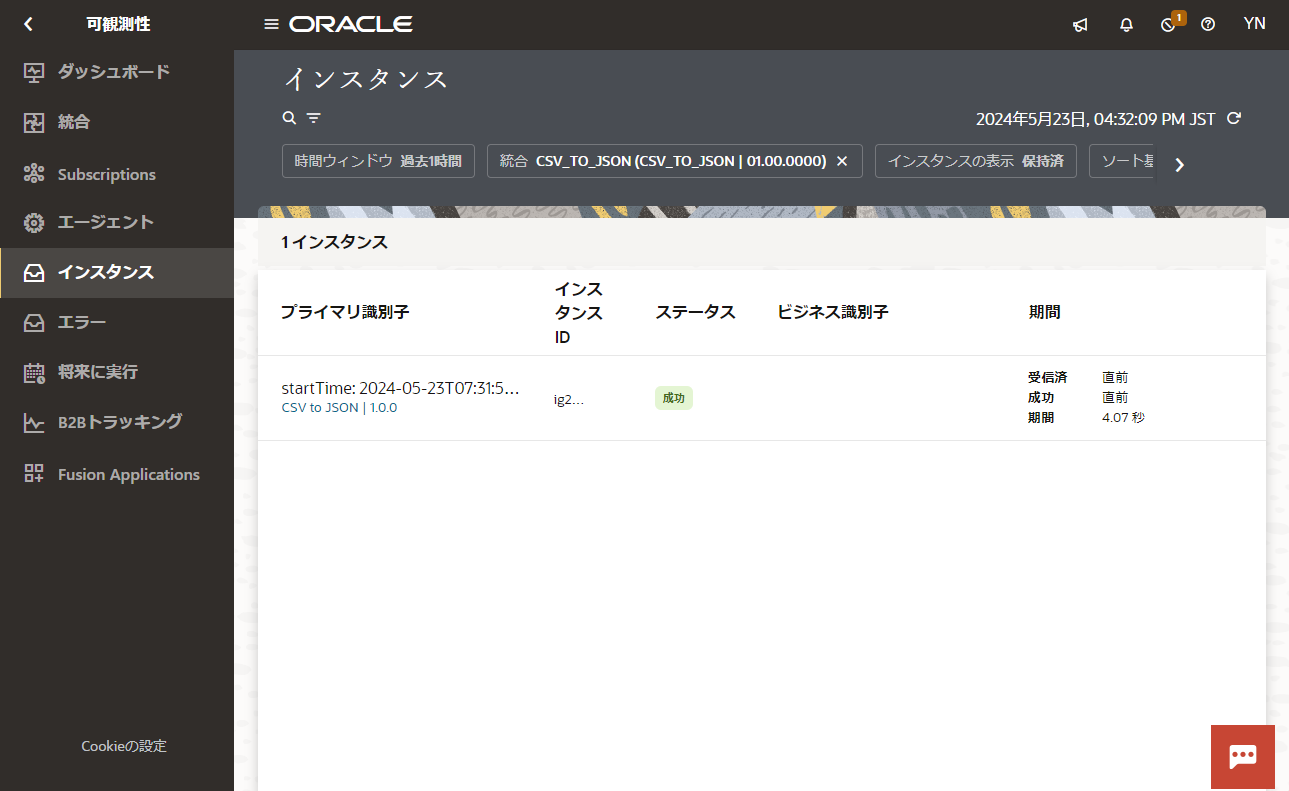 可観測性
ORACLE
1
YN
ダッシュボード
統合
Subscriptions
エージェント
インスタンス
エラー
将来に実行
B2Bトラッキング
Fusion Applications
Cookieの設定
インスタンス
2024年5月23日, 04:32:09 PM JST
時間ウィンドウ 過去1時間
統合 CSV_TO_JSON (CSV_TO_JSON | 01.00.0000)
インスタンスの表示 保持済
ソート基
1 インスタンス
プライマリ識別子
インス
タンス
ID
ステータス
ビジネス識別子
期間
startTime: 2024-05-23T07:31:5...
CSV to JSON | 1.0.0
ig2...
成功
受信済 直前
成功 直前
期間 4.07 秒